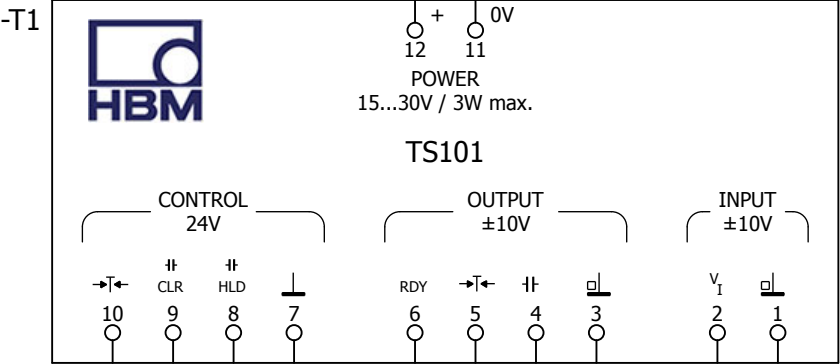 -T1
HBM
+ 0V
12 11
POWER
15...30V / 3W max.
TS101
CONTROL
24V
OUTPUT
±10V
INPUT
±10V
CLR HLD RDY VI
10 9 8 7 6 5 4 3 2 1